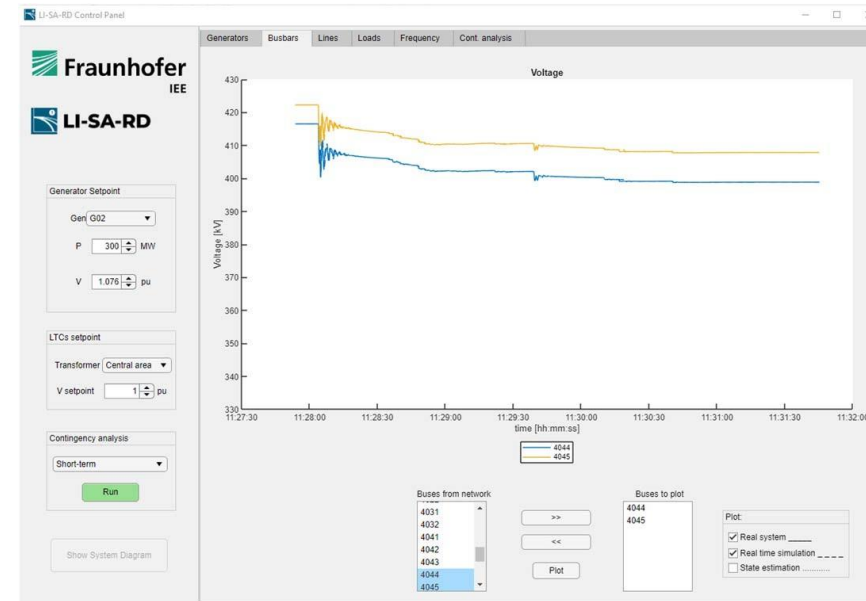 LI-SA-RD Control Panel
Generators Busbars Lines Loads Frequency Cont. analysis
Fraunhofer
IEE
LI-SA-RD
Generator Setpoint
Gen G02
P 300 MW
V 1.076 pu
LTCs setpoint
Transformer Central area
V setpoint 1 pu
Contingency analysis
Short-term
Run
Show System Diagram
Voltage
Voltage [kV]
430
420
410
400
390
380
370
360
350
340
330
11:27:30 11:28:00 11:28:30 11:29:00 11:29:30 11:30:00 11:30:30 11:31:00 11:31:30 11:32:00
time [hh:mm:ss]
4044
4045
Buses from network
4031
4032
4041
4042
4043
4044
4045
>>
<<
Plot
Buses to plot
4044
4045
Plot:
Real system _____
Real time simulation _ _ _ _
State estimation ............